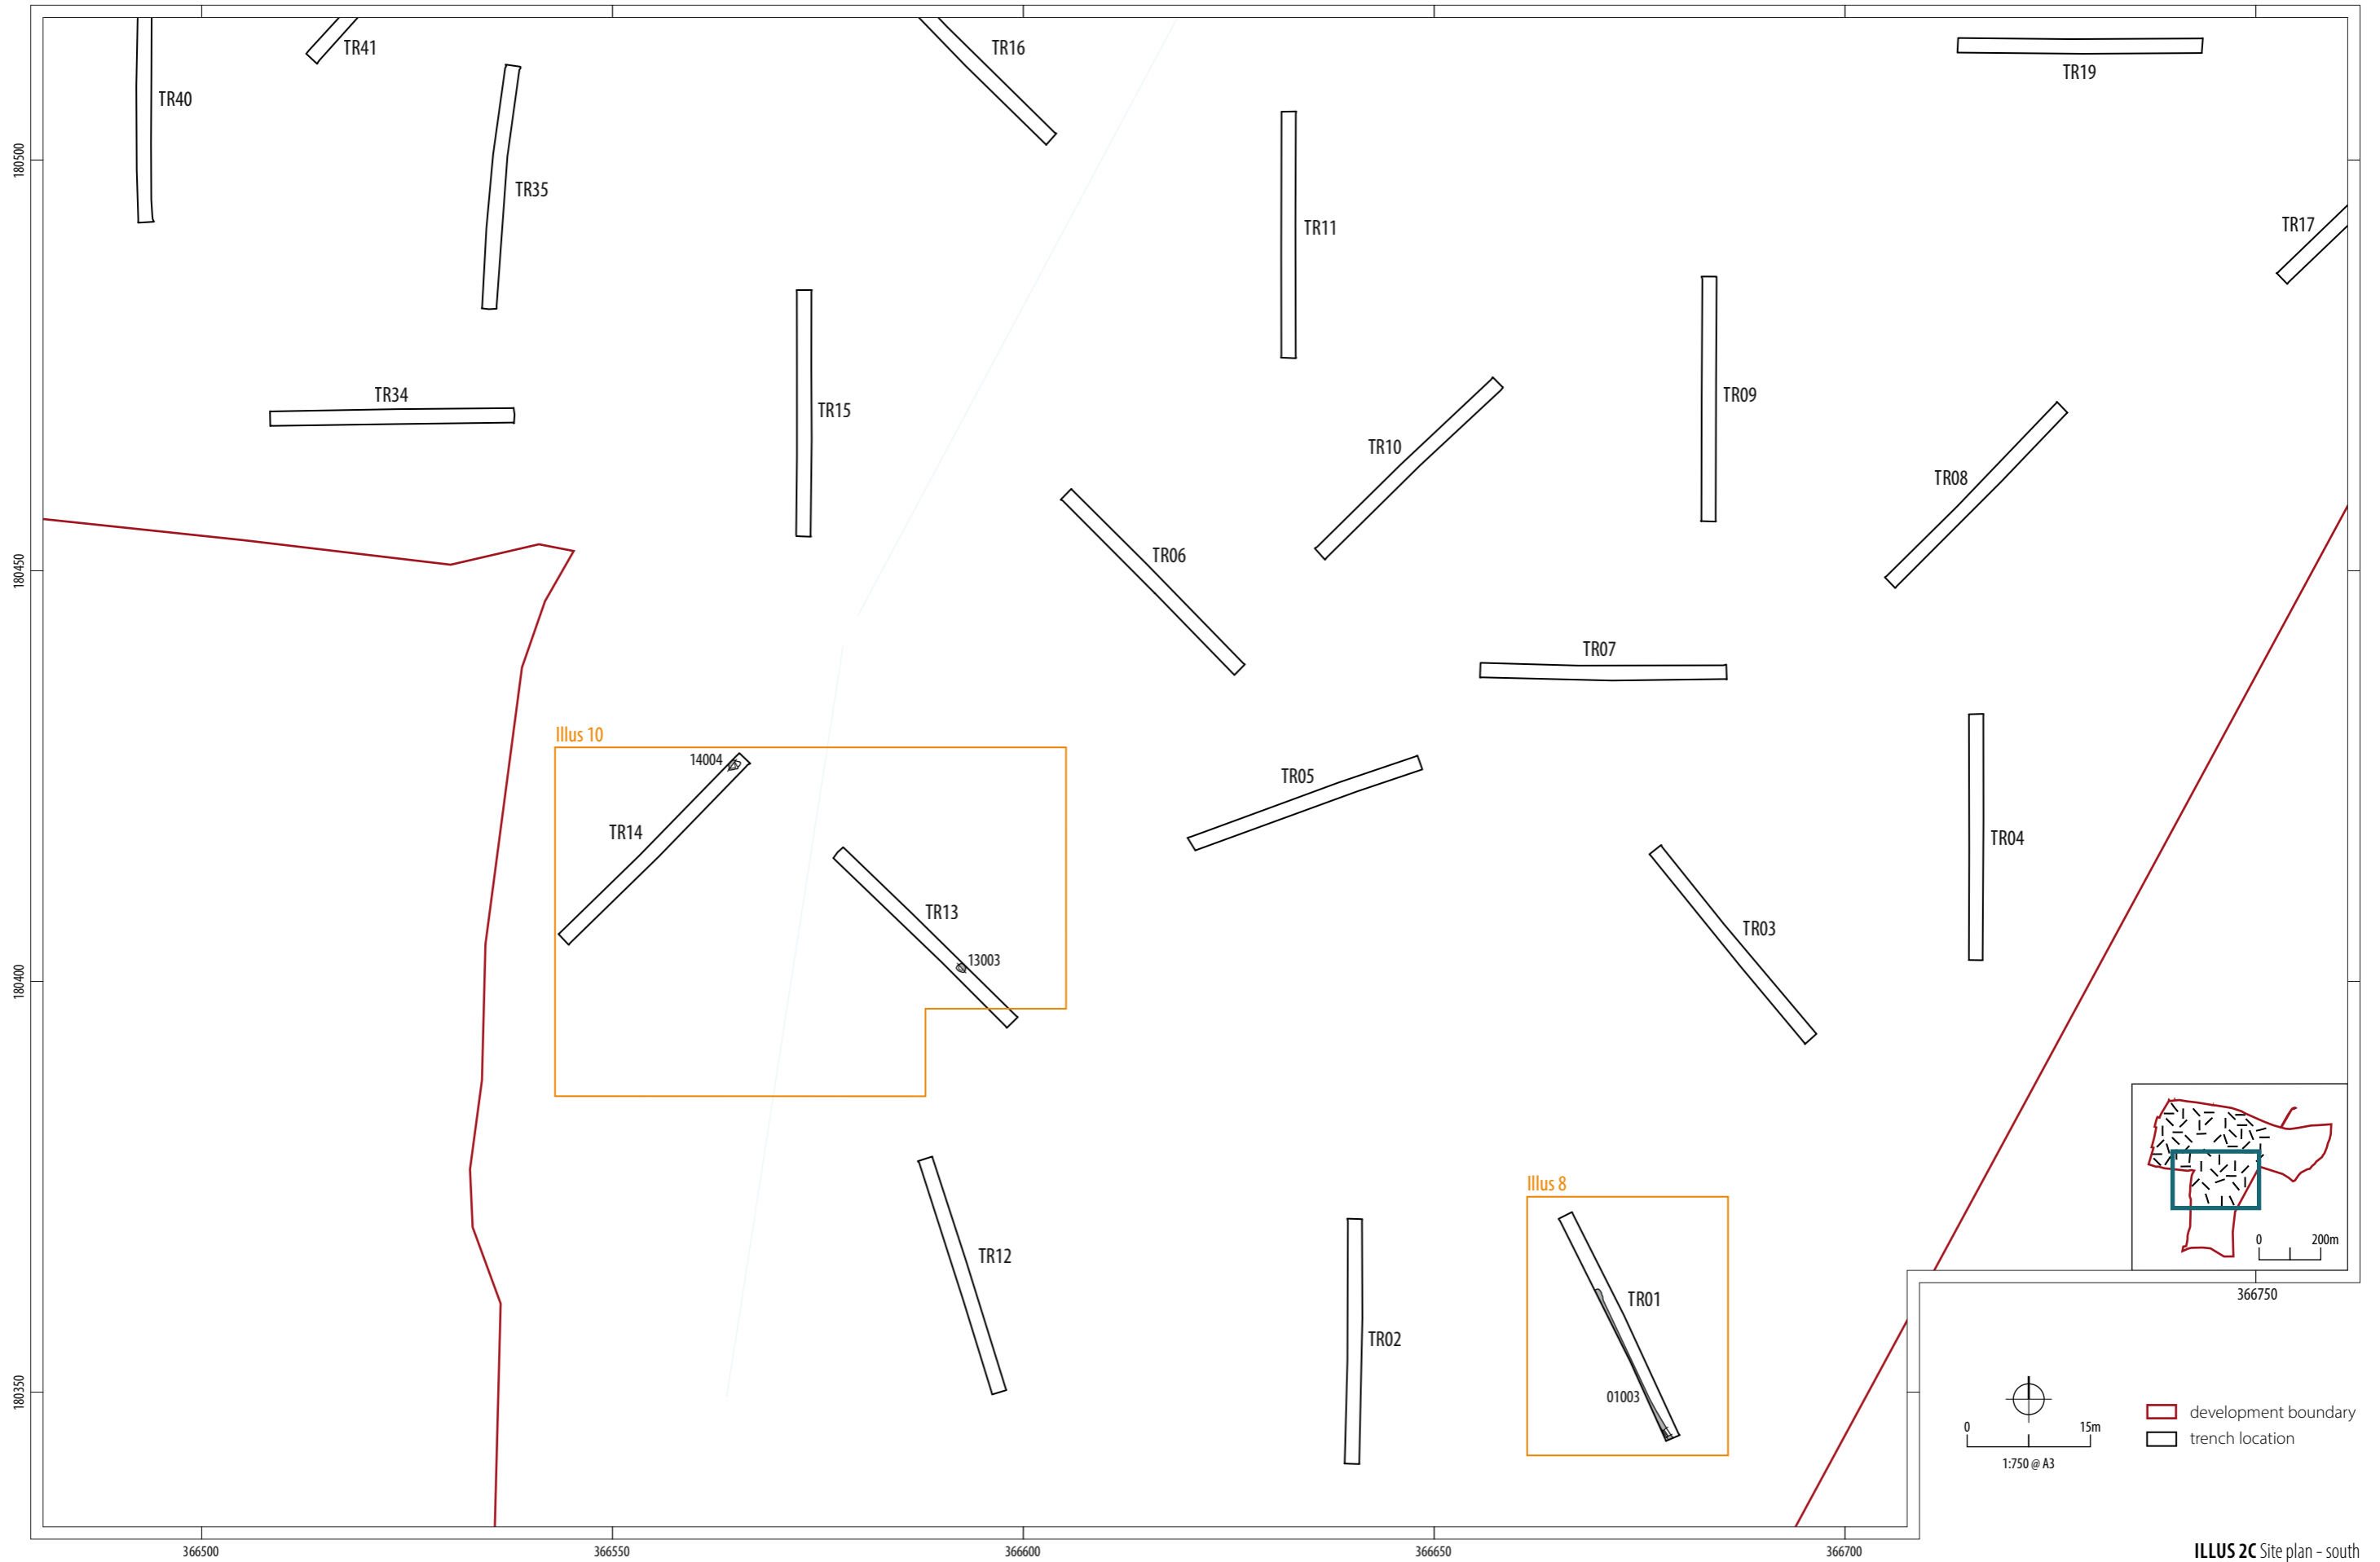 TR41
TR16
TR19
TR40
TR35
TR11
TR17
TR34
TR15
TR09
TR10
TR08
TR06
TR07
Illus 10
14004
TR05
TR14
TR04
TR13
TR03
13003
Illus 8
TR12
TR01
TR02
01003
180500
180450
180400
180350
0 200m
366750
0 15m
1:750 @ A3
development boundary
trench location
366500 366550 366600 366650 366700
ILLUS 2C Site plan - south